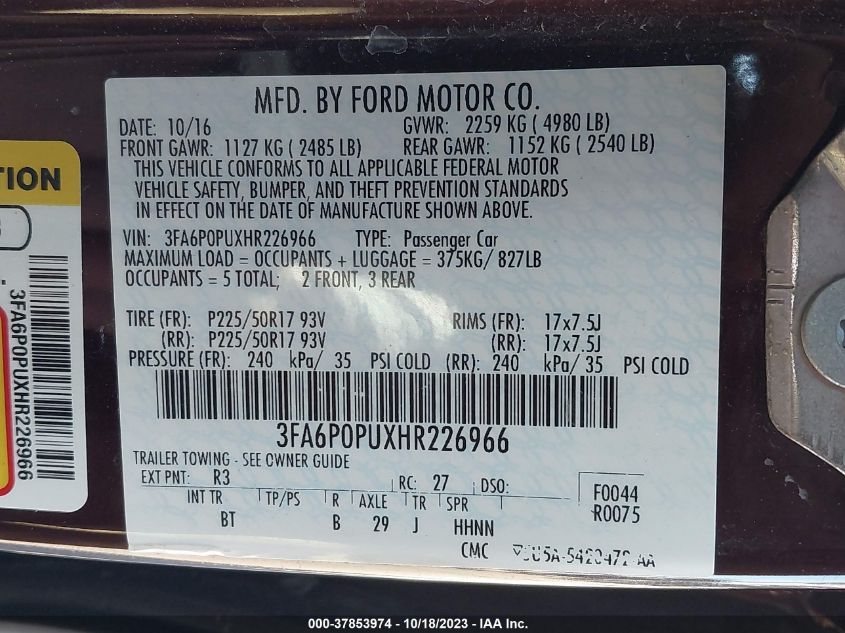 MFD. BY FORD MOTOR CO.
DATE: 10/16 GVWR: 2259 KG ( 4980 LB)
FRONT GAWR: 1127 KG ( 2485 LB) REAR GAWR: 1152 KG ( 2540 LB)
THIS VEHICLE CONFORMS TO ALL APPLICABLE FEDERAL MOTOR
VEHICLE SAFETY, BUMPER, AND THEFT PREVENTION STANDARDS
IN EFFECT ON THE DATE OF MANUFACTURE SHOWN ABOVE.
VIN: 3FA6P0PUXHR226966 TYPE: Passenger Car
MAXIMUM LOAD = OCCUPANTS + LUGGAGE = 375KG/ 827LB
OCCUPANTS = 5 TOTAL; 2 FRONT, 3 REAR
TIRE (FR): P225/50R17 93V RIMS (FR): 17x7.5J
(RR): P225/50R17 93V (RR): 17x7.5J
PRESSURE (FR): 240 kPa/ 35 PSI COLD (RR): 240 kPa/ 35 PSI COLD
3FA6P0PUXHR226966
TRAILER TOWING - SEE OWNER GUIDE
EXT PNT: R3 RC: 27 DSO: F0044
INT TR TP/PS R AXLE TR SPR R0075
BT B 29 J HHNN
CMC
TION
3FA6P0PUXHR226966
000-37853974 - 10/18/2023 - IAA Inc.